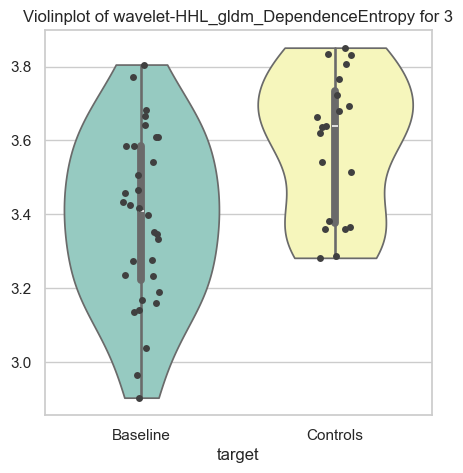 Violinplot of wavelet-HHL_gldm_DependenceEntropy for 3
3.8
3.6
3.4
3.2
3.0
Baseline Controls
target